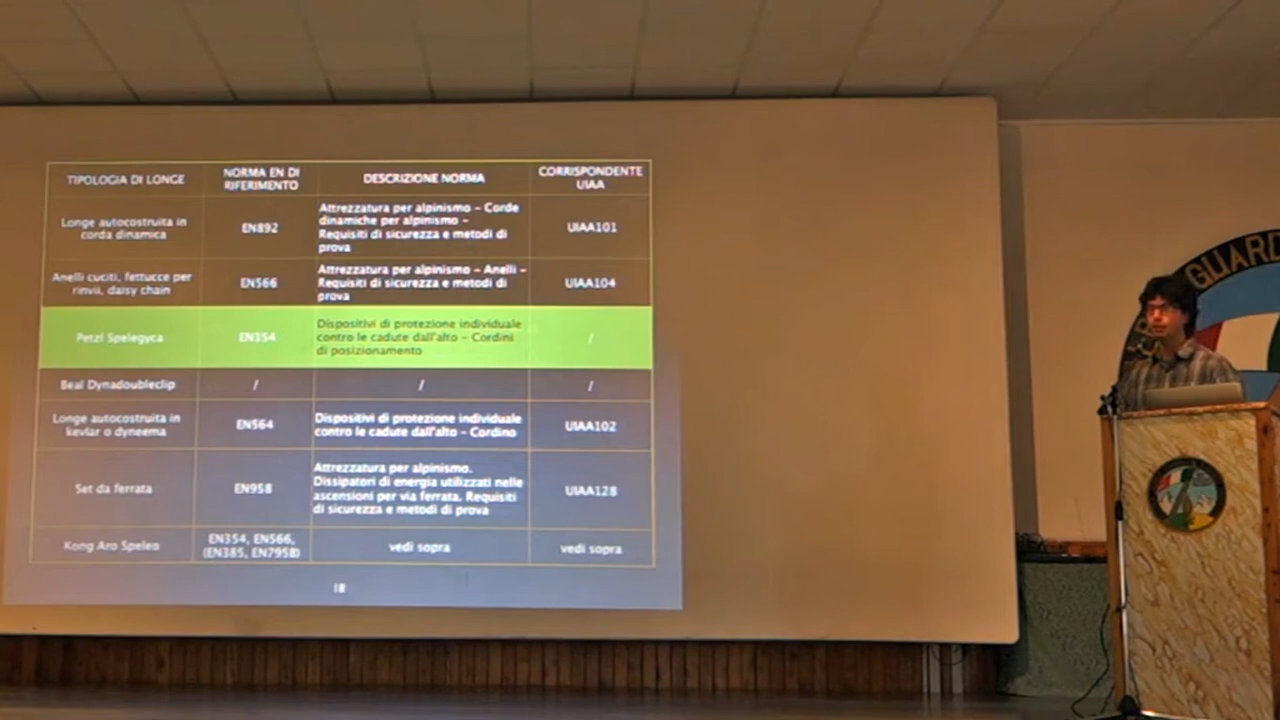 TIPOLOGIA DI LONGE
NORMA EN DI
RIFERIMENTO
DESCRIZIONE NORMA
CORRISPONDENTE
UIAA
Longe autocostruita in
corda dinamica
EN892
Attrezzatura per alpinismo – Corde
dinamiche per alpinismo –
Requisiti di sicurezza e metodi di
prova
UIAA101
Anelli cuciti, fettucce per
rinvii, daisy chain
EN566
Attrezzatura per alpinismo – Anelli –
Requisiti di sicurezza e metodi di
prova
UIAA104
Petzl Spelegyca
EN354
Dispositivi di protezione individuale
contro le cadute dall'alto – Cordini
di posizionamento
/
Beal Dynadoubleclip
/
/
/
Longe autocostruita in
kevlar o dyneema
EN564
Dispositivi di protezione individuale
contro le cadute dall'alto – Cordino
UIAA102
Set da ferrata
EN958
Attrezzatura per alpinismo.
Dissipatori di energia utilizzati nelle
ascensioni per via ferrata. Requisiti
di sicurezza e metodi di prova
UIAA128
Kong Aro Speleo
EN354, EN566,
(EN385, EN795B)
vedi sopra
vedi sopra
18
GUARD